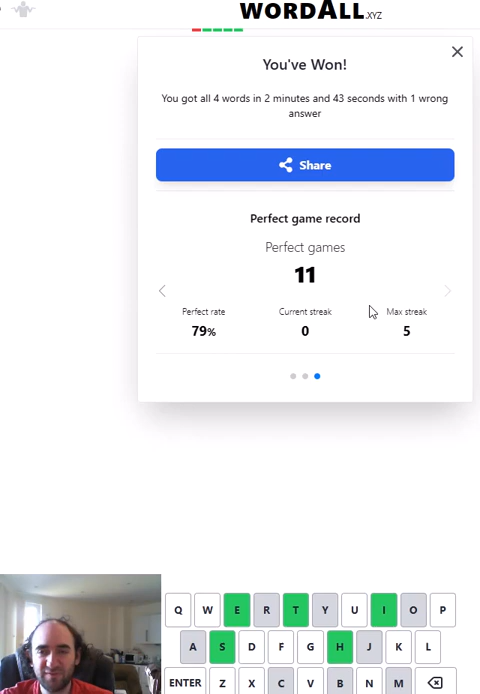 WORDALL.XYZ
You've Won!
You got all 4 words in 2 minutes and 43 seconds with 1 wrong
answer
Share
Perfect game record
Perfect games
11
Perfect rate Current streak Max streak
79% 0 5
Q W E R T Y U I O P
A S D F G H J K L
ENTER Z X C V B N M